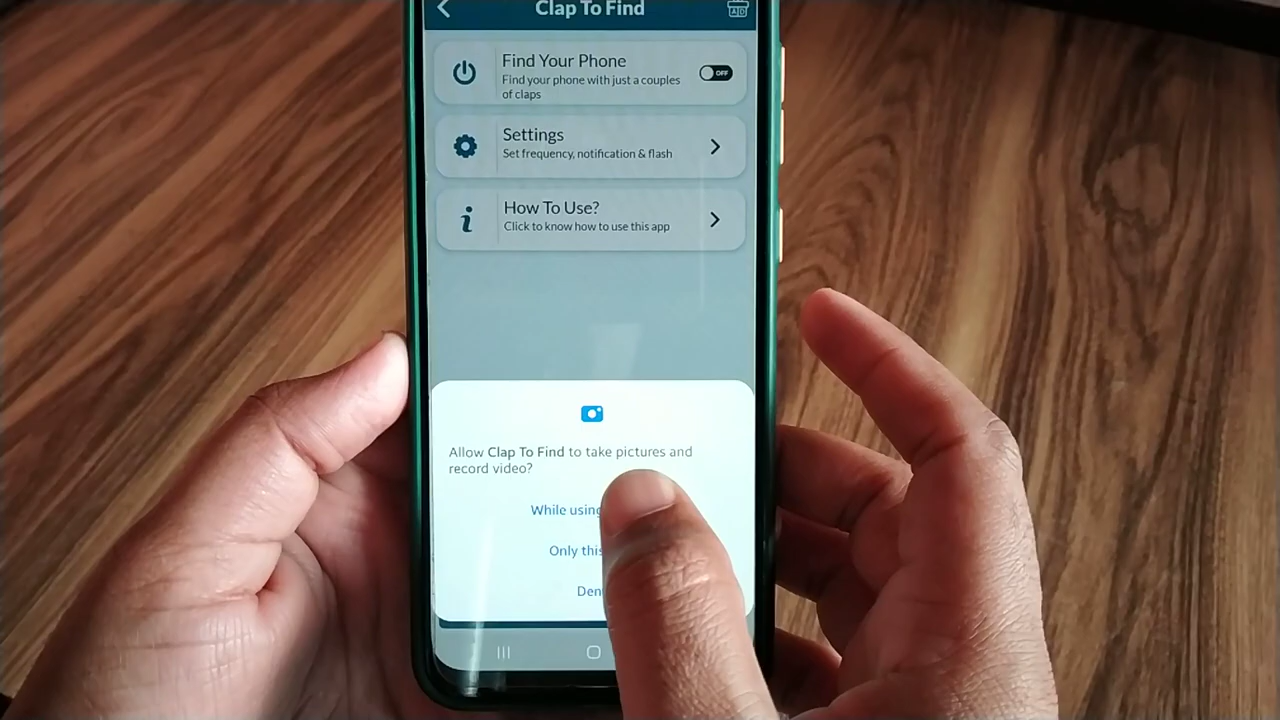 Clap To Find
AD
Find Your Phone
Find your phone with just a couples
of claps
OFF
Settings
Set frequency, notification & flash
How To Use?
Click to know how to use this app
Allow Clap To Find to take pictures and
record video?
While using
Only this
Den